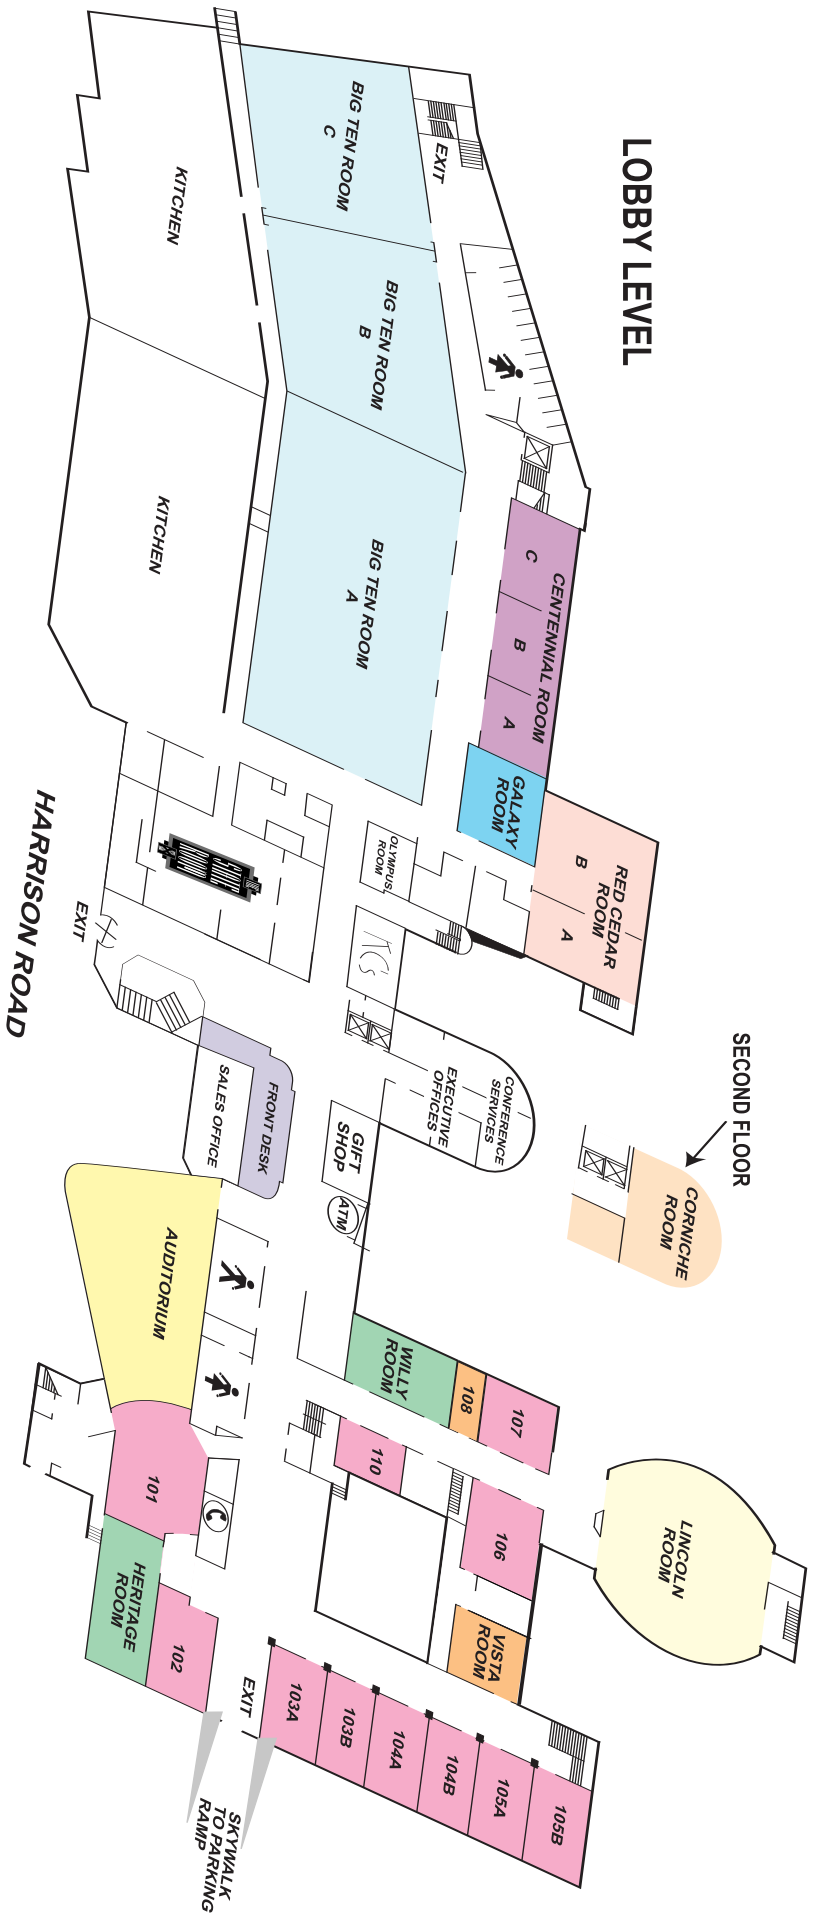 LOBBY LEVEL
BIG TEN ROOM
C
EXIT
KITCHEN
BIG TEN ROOM
B
BIG TEN ROOM
A
KITCHEN
CENTENNIAL ROOM
C
B
A
GALAXY
ROOM
RED CEDAR
ROOM
B
A
OLYMPUS
ROOM
HARRISON ROAD
EXIT
SECOND FLOOR
CORNICHE
ROOM
CONFERENCE
SERVICES
EXECUTIVE
OFFICES
FRONT DESK
SALES OFFICE
GIFT
SHOP
ATM
AUDITORIUM
WILLY
ROOM
108
107
110
106
101
LINCOLN
ROOM
HERITAGE
ROOM
102
VISTA
ROOM
EXIT
103A
103B
104A
104B
105A
105B
SKYWALK
TO PARKING
RAMP